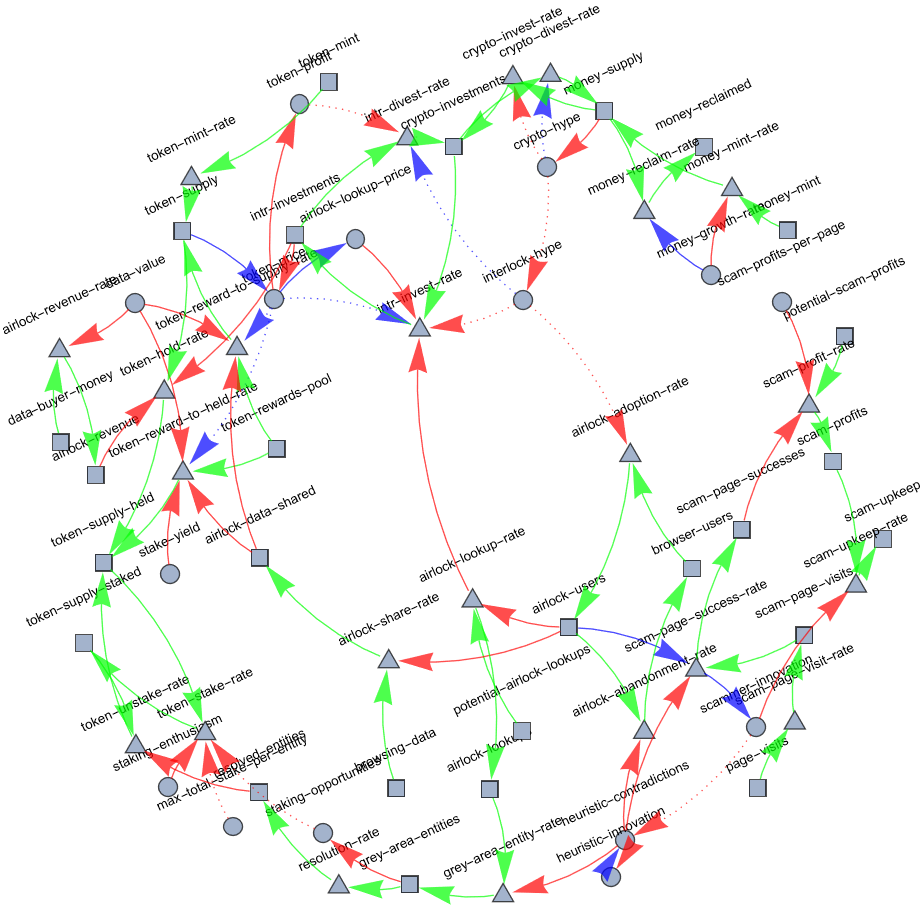 crypto-invest-rate
crypto-divest-rate
token-mint
token-profit
money-supply
intr-divest-rate
crypto-investments
money-reclaimed
token-mint-rate
crypto-hype
money-mint-rate
money-reclaim-rate
token-supply
intr-investments
airlock-lookup-price
money-mint
money-growth-rate
scam-profits-per-page
interlock-hype
token-price
data-value
token-reward-to-supply-rate
intr-invest-rate
airlock-revenue-rate
potential-scam-profits
token-hold-rate
scam-profit-rate
data-buyer-money
token-reward-to-held-rate
token-rewards-pool
airlock-adoption-rate
airlock-revenue
scam-profits
scam-page-successes
token-supply-held
stake-yield
airlock-data-shared
browser-users
scam-upkeep
scam-upkeep-rate
airlock-lookup-rate
token-supply-staked
airlock-users
scam-page-visits
airlock-share-rate
scam-page-success-rate
token-unstake-rate
token-stake-rate
potential-airlock-lookups
airlock-abandonment-rate
scammer-innovation
scam-page-visit-rate
staking-enthusiasm
resolved-entities
max-total-stake-per-entity
browsing-data
airlock-lookups
page-visits
staking-opportunities
heuristic-contradictions
resolution-rate
grey-area-entities
grey-area-entity-rate
heuristic-innovation